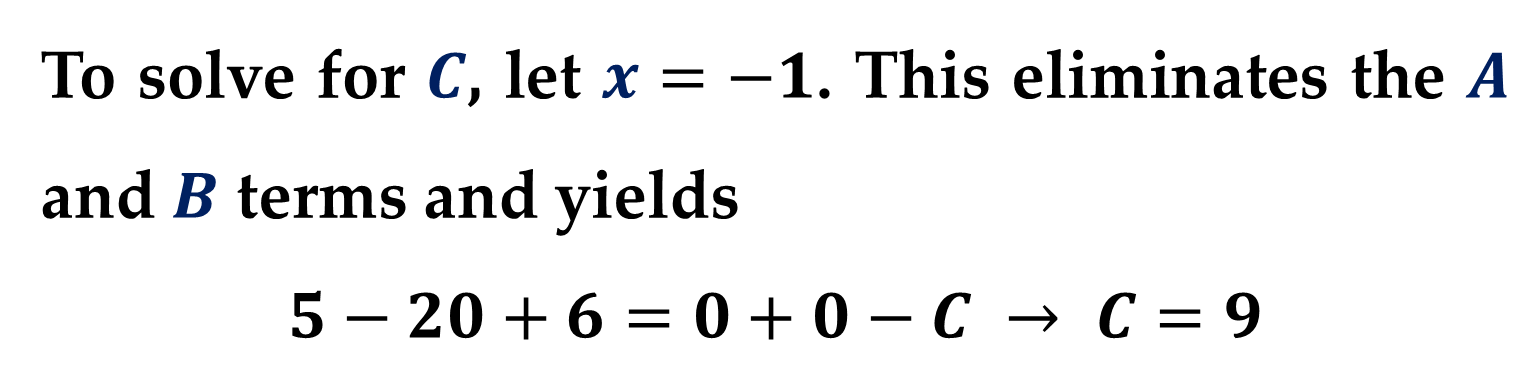 To solve for C, let x = −1. This eliminates the A
and B terms and yields
5 − 20 + 6 = 0 + 0 − C → C = 9